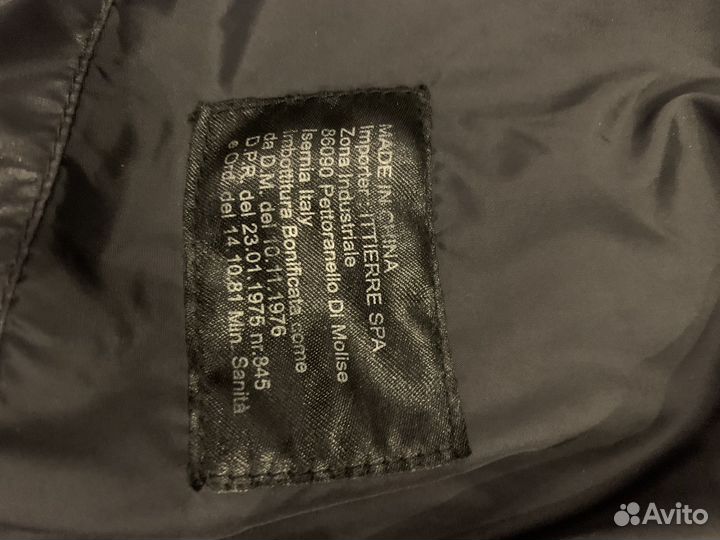 MADE IN CHINA
Importer: ITTIERRE SPA
Zona Industriale
86090 Pettoranello Di Molise
Isernia Italy
Imbottitura Bonificata come
da D.M. del 10.11.1976
D.P.R. del 23.01.1975 nr.845
e Ord. del 14.10.81 Min. Sanità
Avito